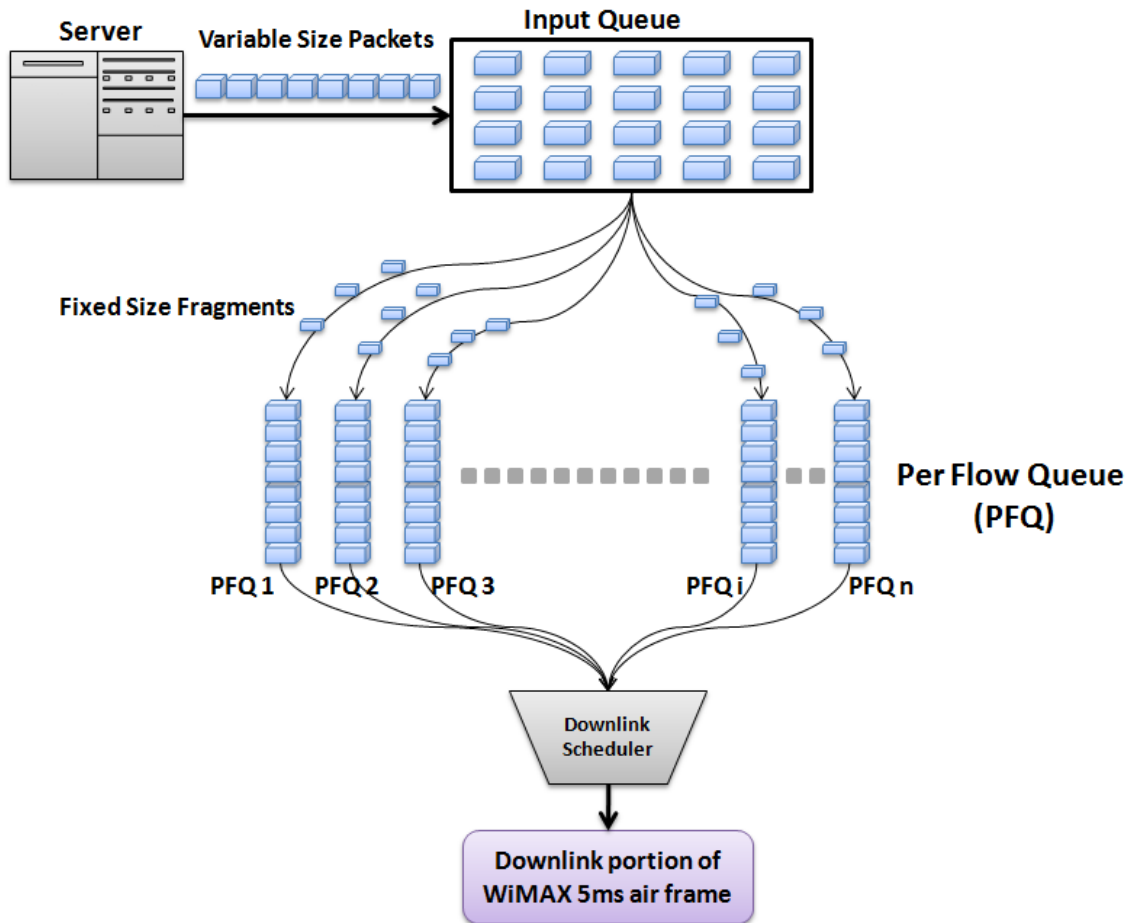 Server
Variable Size Packets
Input Queue
Fixed Size Fragments
Per Flow Queue
(PFQ)
PFQ 1
PFQ 2
PFQ 3
PFQ i
PFQ n
Downlink
Scheduler
Downlink portion of
WiMAX 5ms air frame